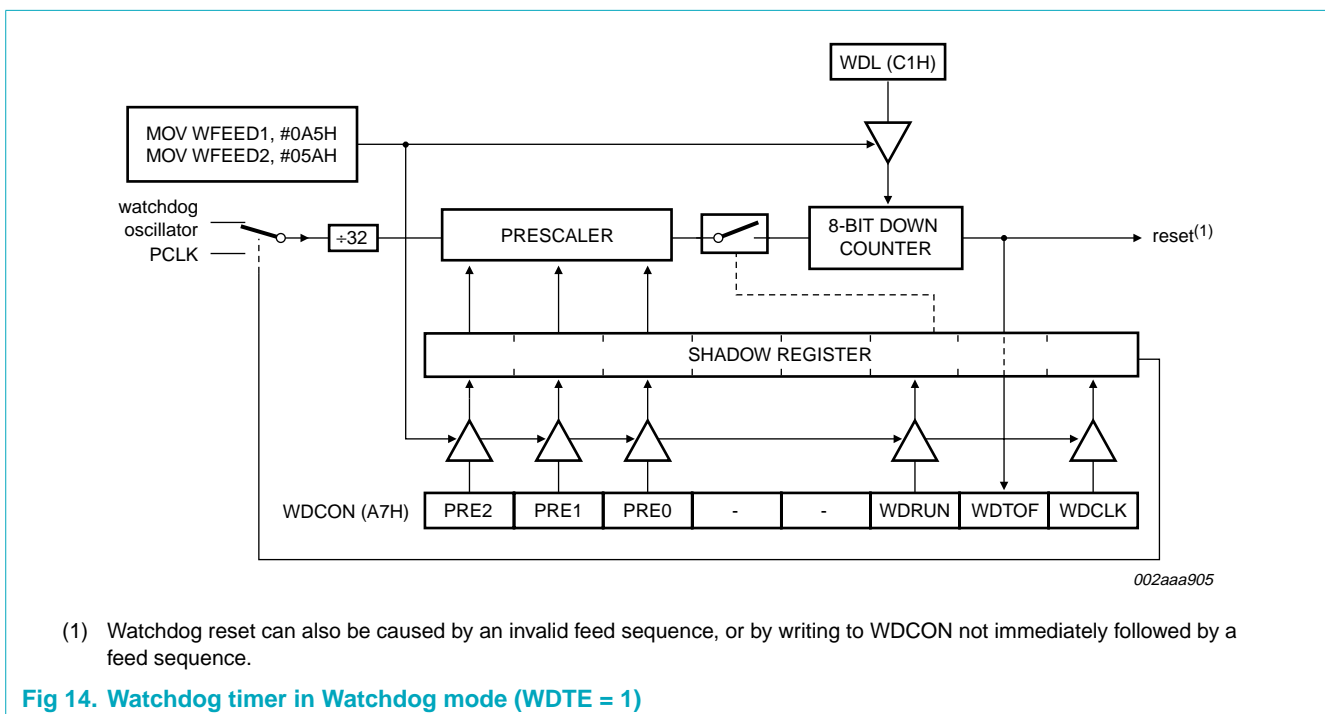 WDL (C1H)
MOV WFEED1, #0A5H
MOV WFEED2, #05AH
watchdog
oscillator
PCLK
÷32
PRESCALER
8-BIT DOWN
COUNTER
reset(1)
SHADOW REGISTER
WDCON (A7H)
PRE2
PRE1
PRE0
-
-
WDRUN
WDTOF
WDCLK
002aaa905
(1) Watchdog reset can also be caused by an invalid feed sequence, or by writing to WDCON not immediately followed by a
feed sequence.
Fig 14. Watchdog timer in Watchdog mode (WDTE = 1)